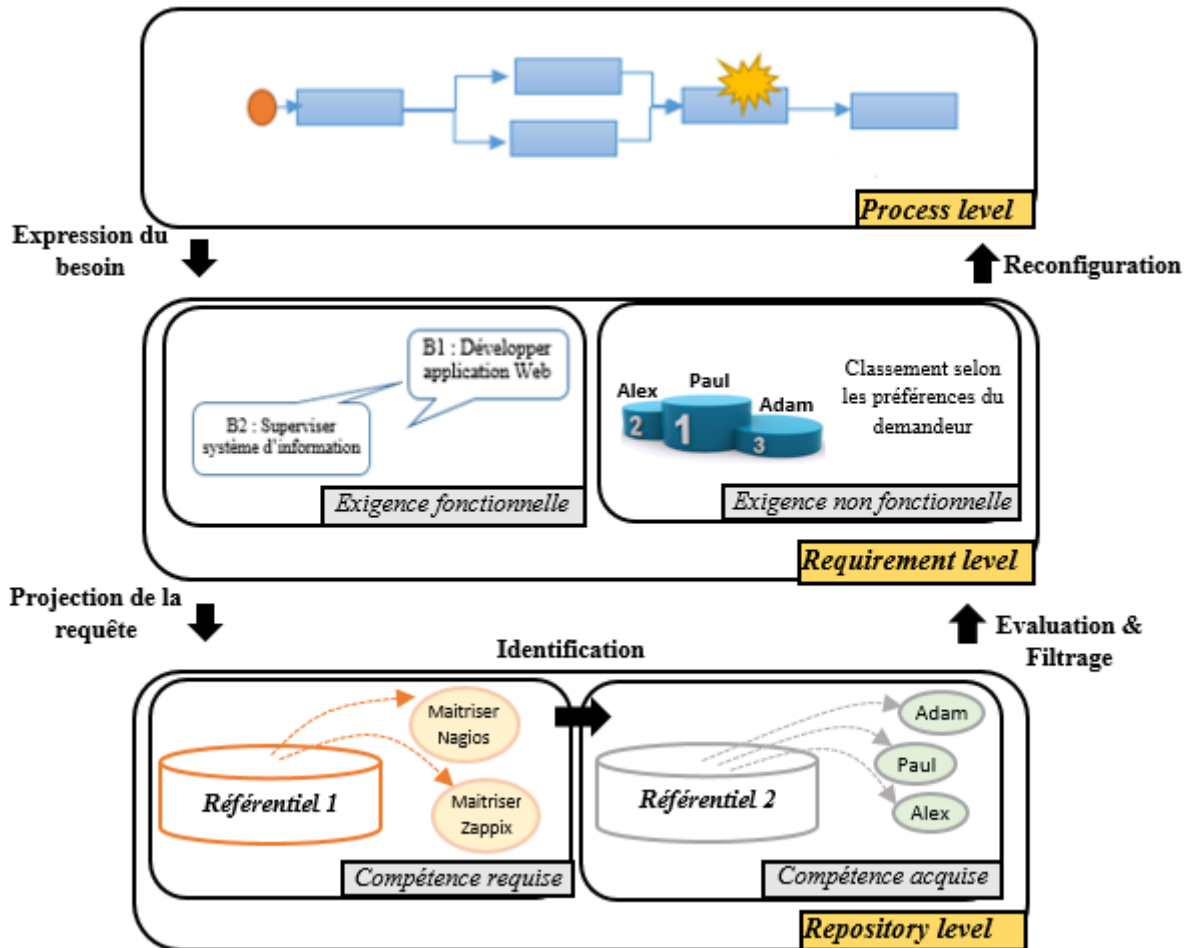 Process level
Expression du
besoin
Reconfiguration
B1 : Développer
application Web
B2 : Superviser
système d'information
Exigence fonctionnelle
Alex
Paul
Adam
2
1
3
Classement selon
les préférences du
demandeur
Exigence non fonctionnelle
Requirement level
Projection de la
requête
Evaluation &
Filtrage
Identification
Référentiel 1
Maitriser
Nagios
Maitriser
Zappix
Compétence requise
Référentiel 2
Adam
Paul
Alex
Compétence acquise
Repository level